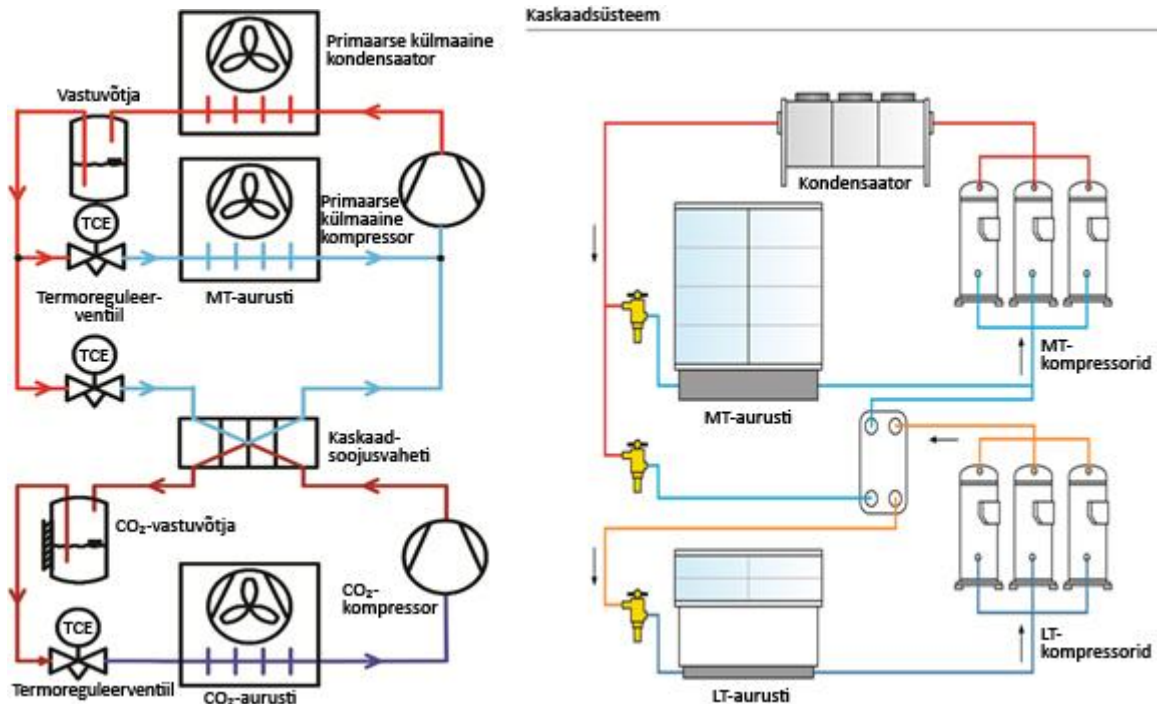 Kaskaadsüsteem
Primaarse külmaaine
kondensaator
Vastuvõtja
TCE
Primaarse
külmaaine
kompressor
Termoreguleer-
ventiil
MT-aurusti
TCE
Kaskaad-
soojusvaheti
CO₂-vastuvõtja
CO₂-
kompressor
TCE
Termoreguleerventiil
CO₂-aurusti
Kondensaator
MT-
kompressorid
MT-aurusti
LT-
kompressorid
LT-aurusti